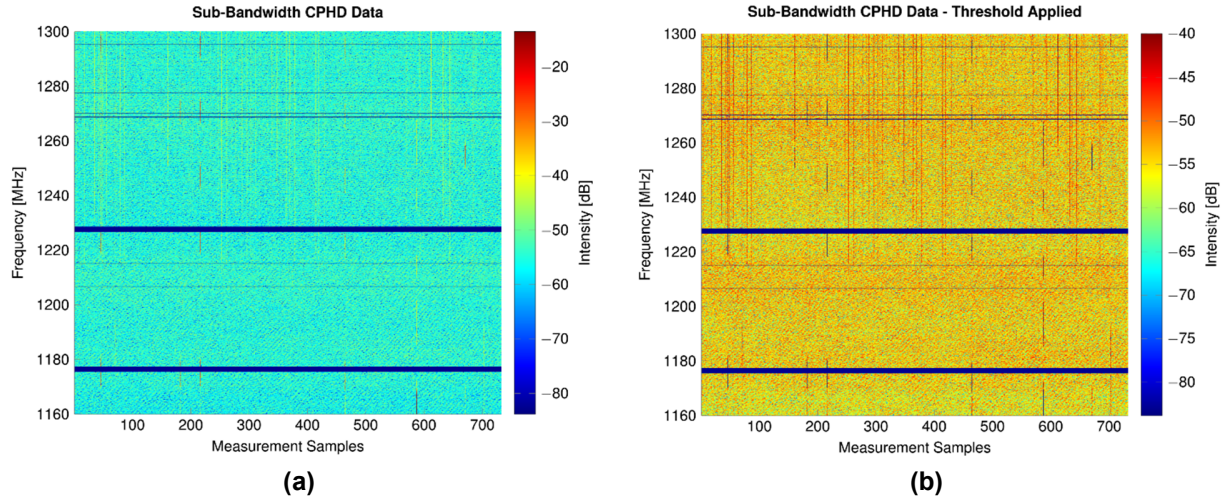 Sub-Bandwidth CPHD Data
Frequency [MHz]
1300
1280
1260
1240
1220
1200
1180
1160
100 200 300 400 500 600 700
Measurement Samples
−20
−30
−40
−50
−60
−70
−80
Intensity [dB]
(a)
Sub-Bandwidth CPHD Data - Threshold Applied
Frequency [MHz]
1300
1280
1260
1240
1220
1200
1180
1160
100 200 300 400 500 600 700
Measurement Samples
−40
−45
−50
−55
−60
−65
−70
−75
−80
Intensity [dB]
(b)